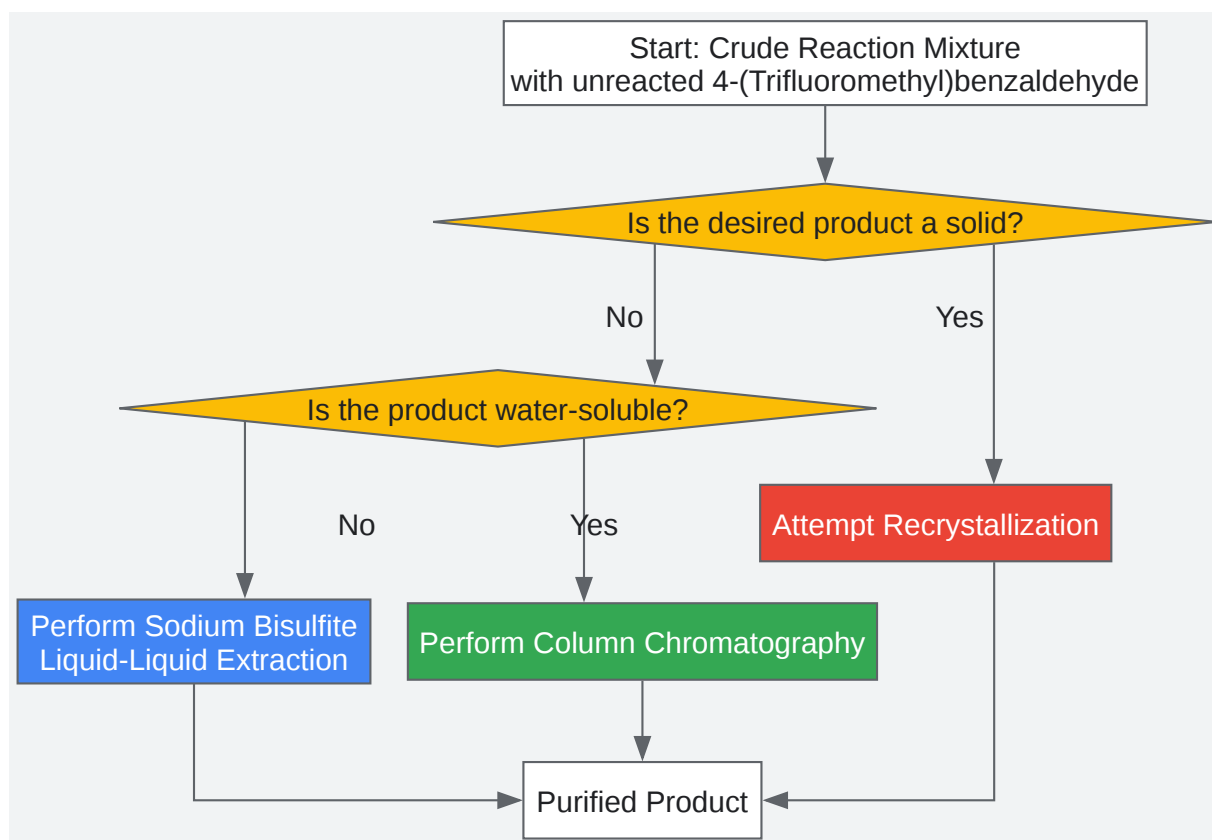 Start: Crude Reaction Mixture
with unreacted 4-(Trifluoromethyl)benzaldehyde
Is the desired product a solid?
No
Yes
Is the product water-soluble?
No
Yes
Attempt Recrystallization
Perform Sodium Bisulfite
Liquid-Liquid Extraction
Perform Column Chromatography
Purified Product